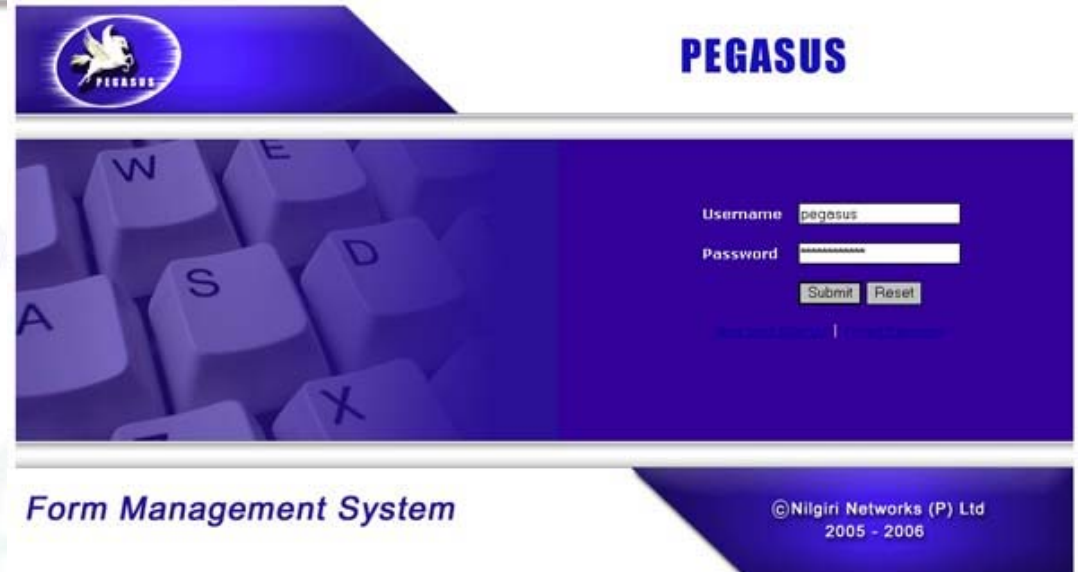 PEGASUS
PEGASUS
W
E
S
D
A
X
Username pegasus
Password ************
Submit Reset
|
Form Management System
©Nilgiri Networks (P) Ltd
2005 - 2006